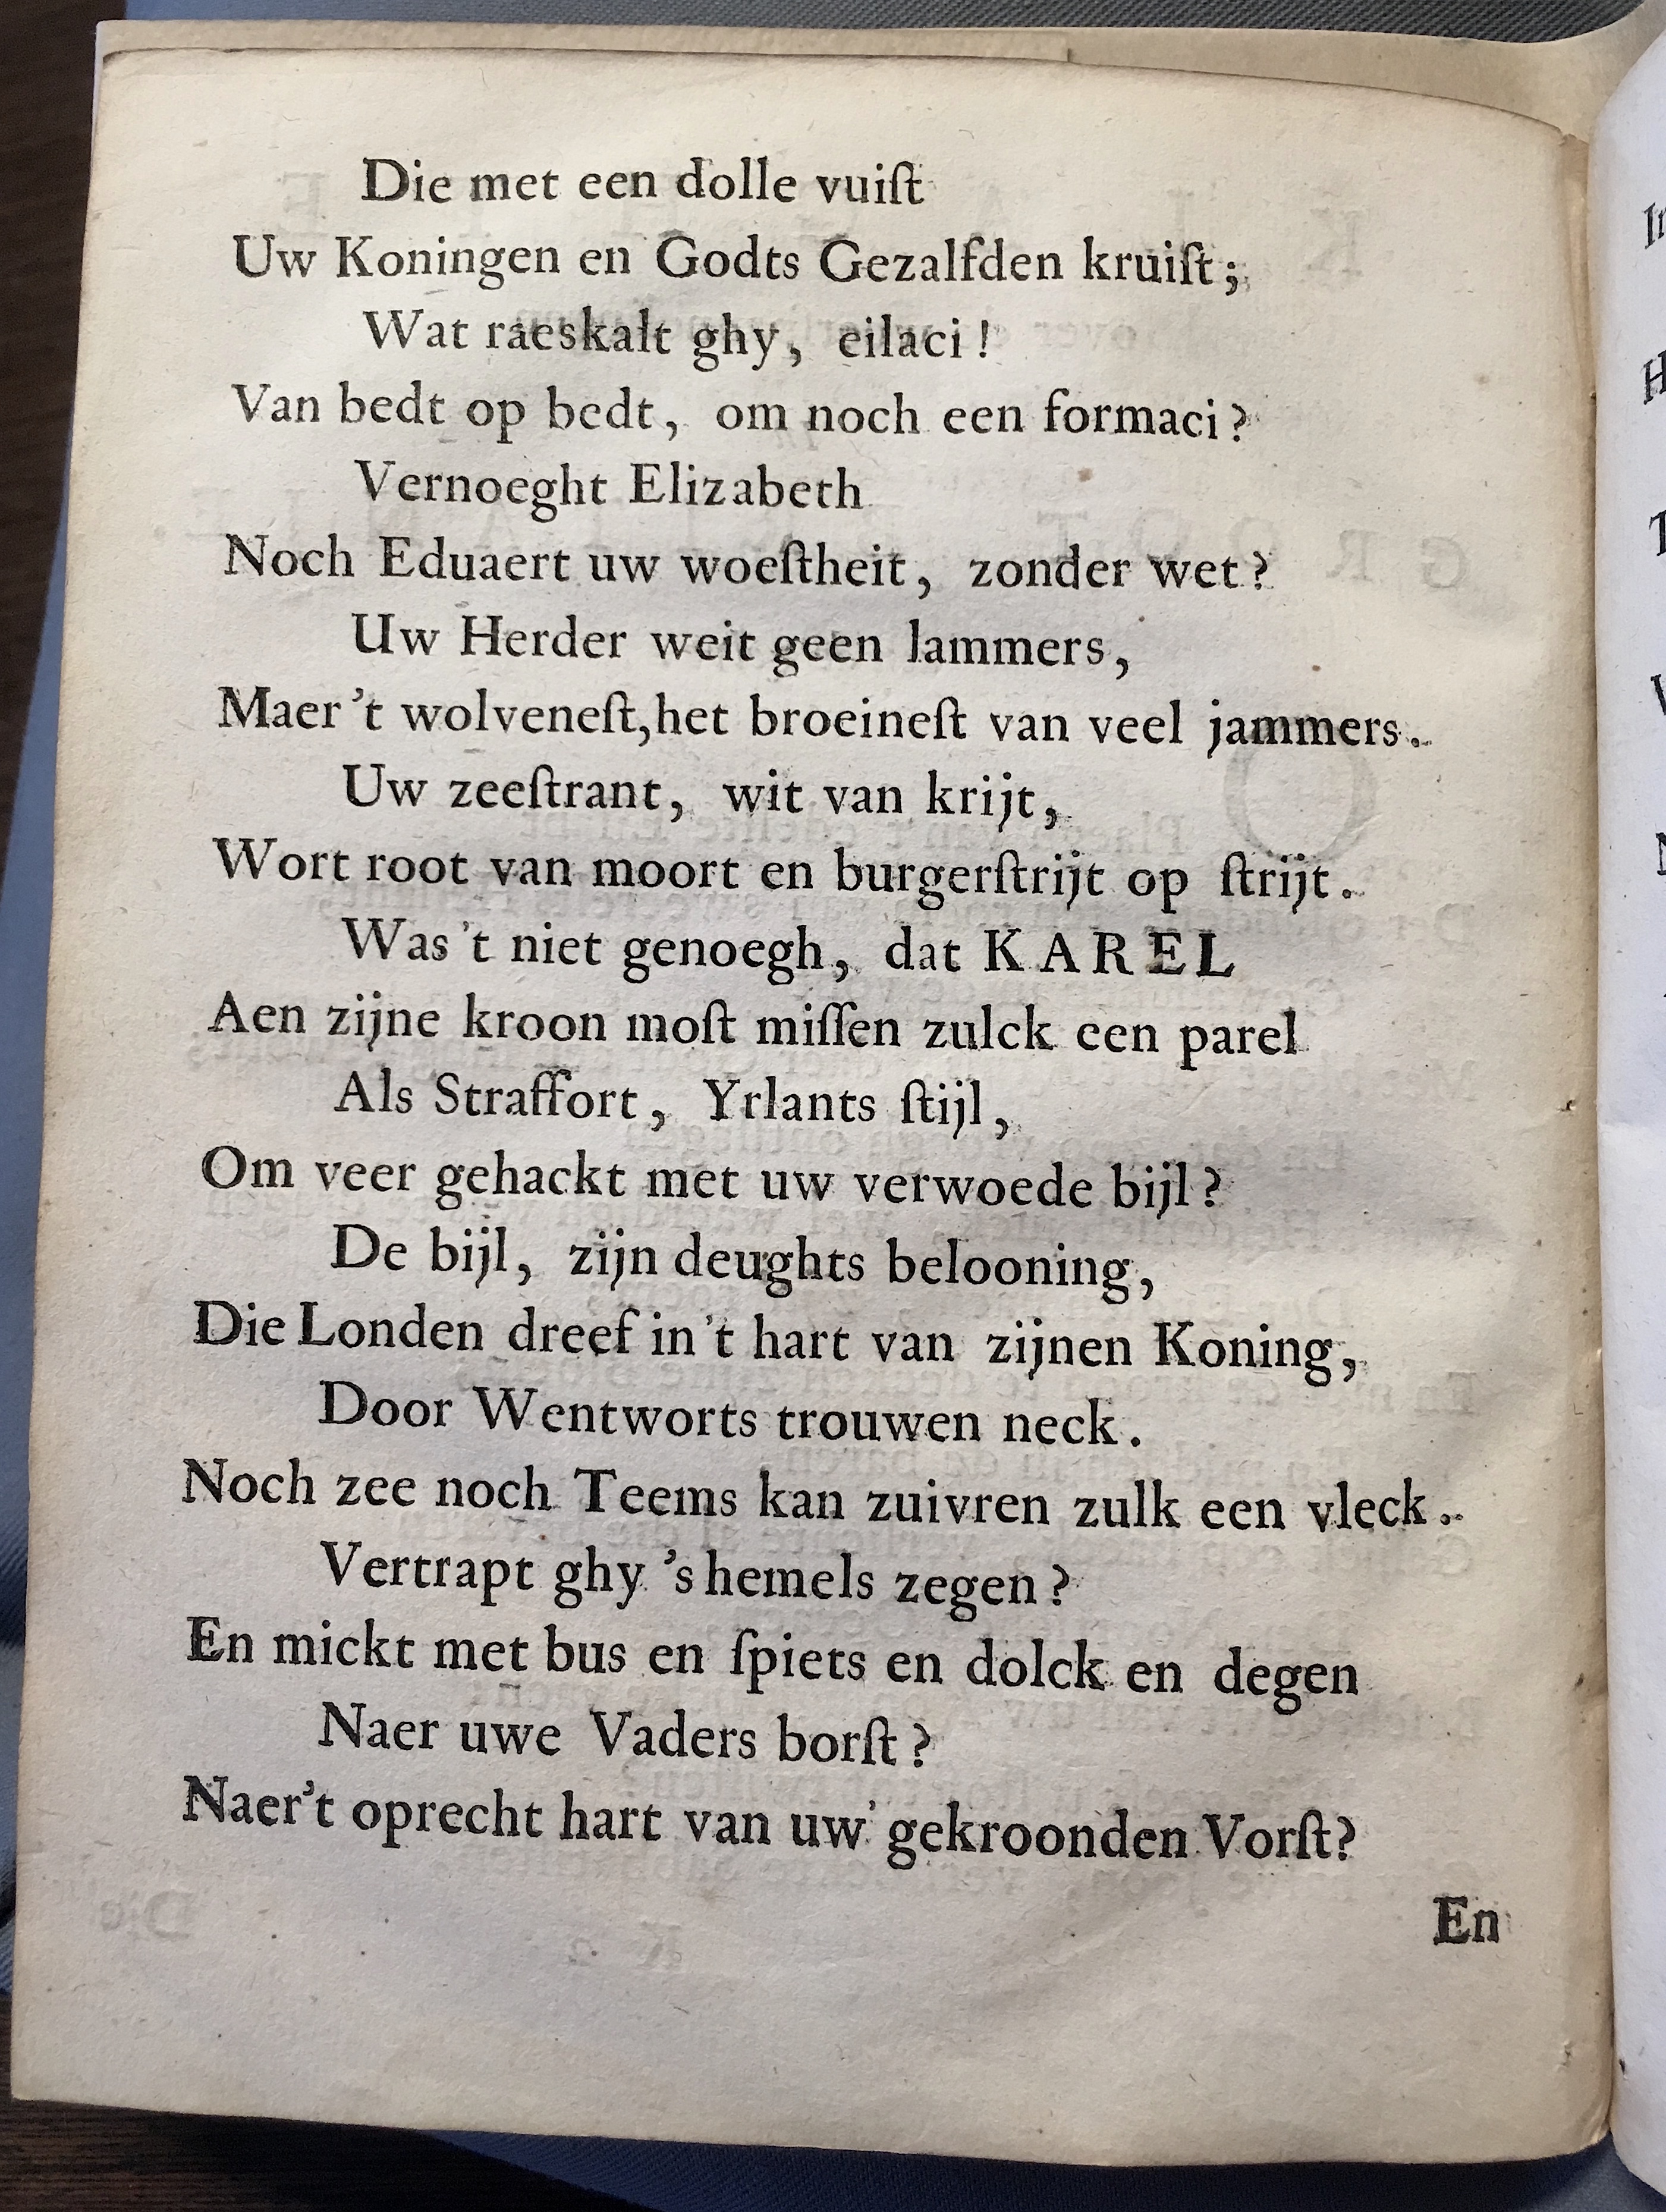 Die met een dolle vuiſt
Uw Koningen en Godts Gezalfden kruiſt;
Wat raeskalt ghy, eilaci!
Van bedt op bedt, om noch een formaci?
Vernoeght Elizabeth
Noch Eduaert uw woeſtheit, zonder wet?
Uw Herder weit geen lammers,
Maer 't wolveneſt, het broeineſt van veel jammers.
Uw zeeſtrant, wit van krijt,
Wort root van moort en burgerſtrijt op ſtrijt.
Was 't niet genoegh, dat KAREL
Aen zijne kroon moſt miſſen zulck een parel
Als Straffort, Yrlants ſtijl,
Om veer gehackt met uw verwoede bijl?
De bijl, zijn deughts belooning,
Die Londen dreef in 't hart van zijnen Koning,
Door Wentworts trouwen neck.
Noch zee noch Teems kan zuivren zulk een vleck.
Vertrapt ghy 's hemels zegen?
En mickt met bus en ſpiets en dolck en degen
Naer uwe Vaders borſt?
Naer 't oprecht hart van uw' gekroonden Vorſt?
En